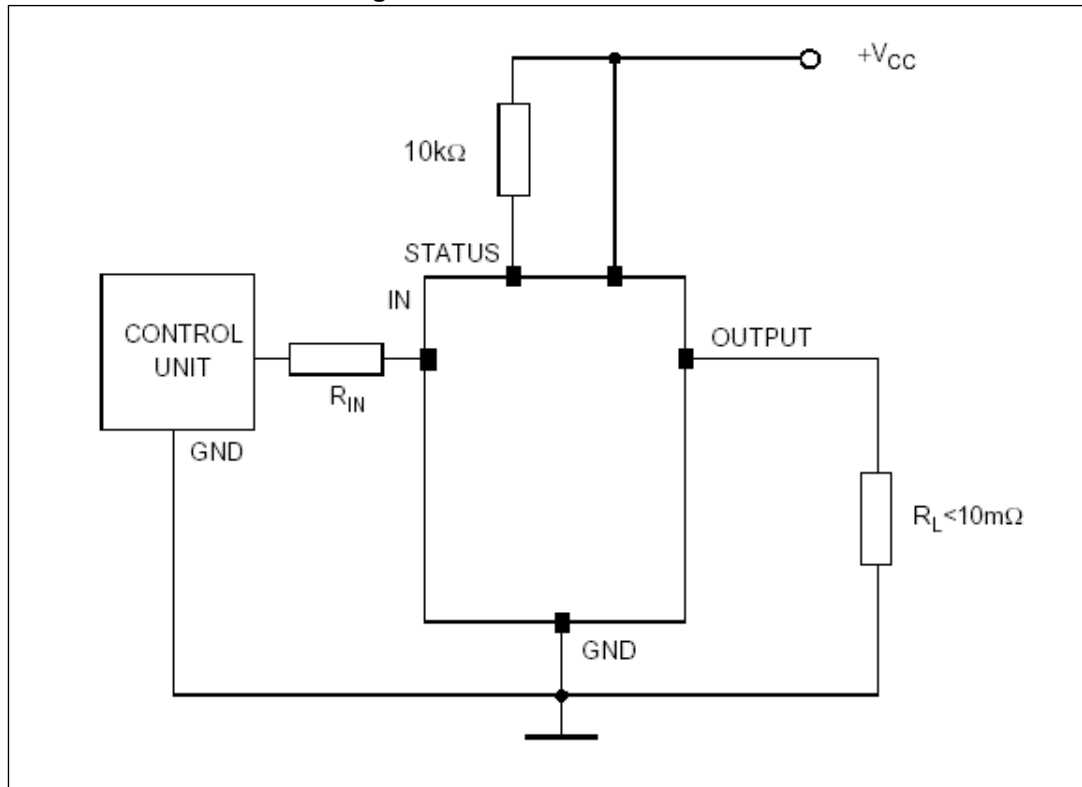 +V_CC
10kΩ
STATUS
IN
CONTROL
UNIT
OUTPUT
R_IN
GND
R_L<10mΩ
GND